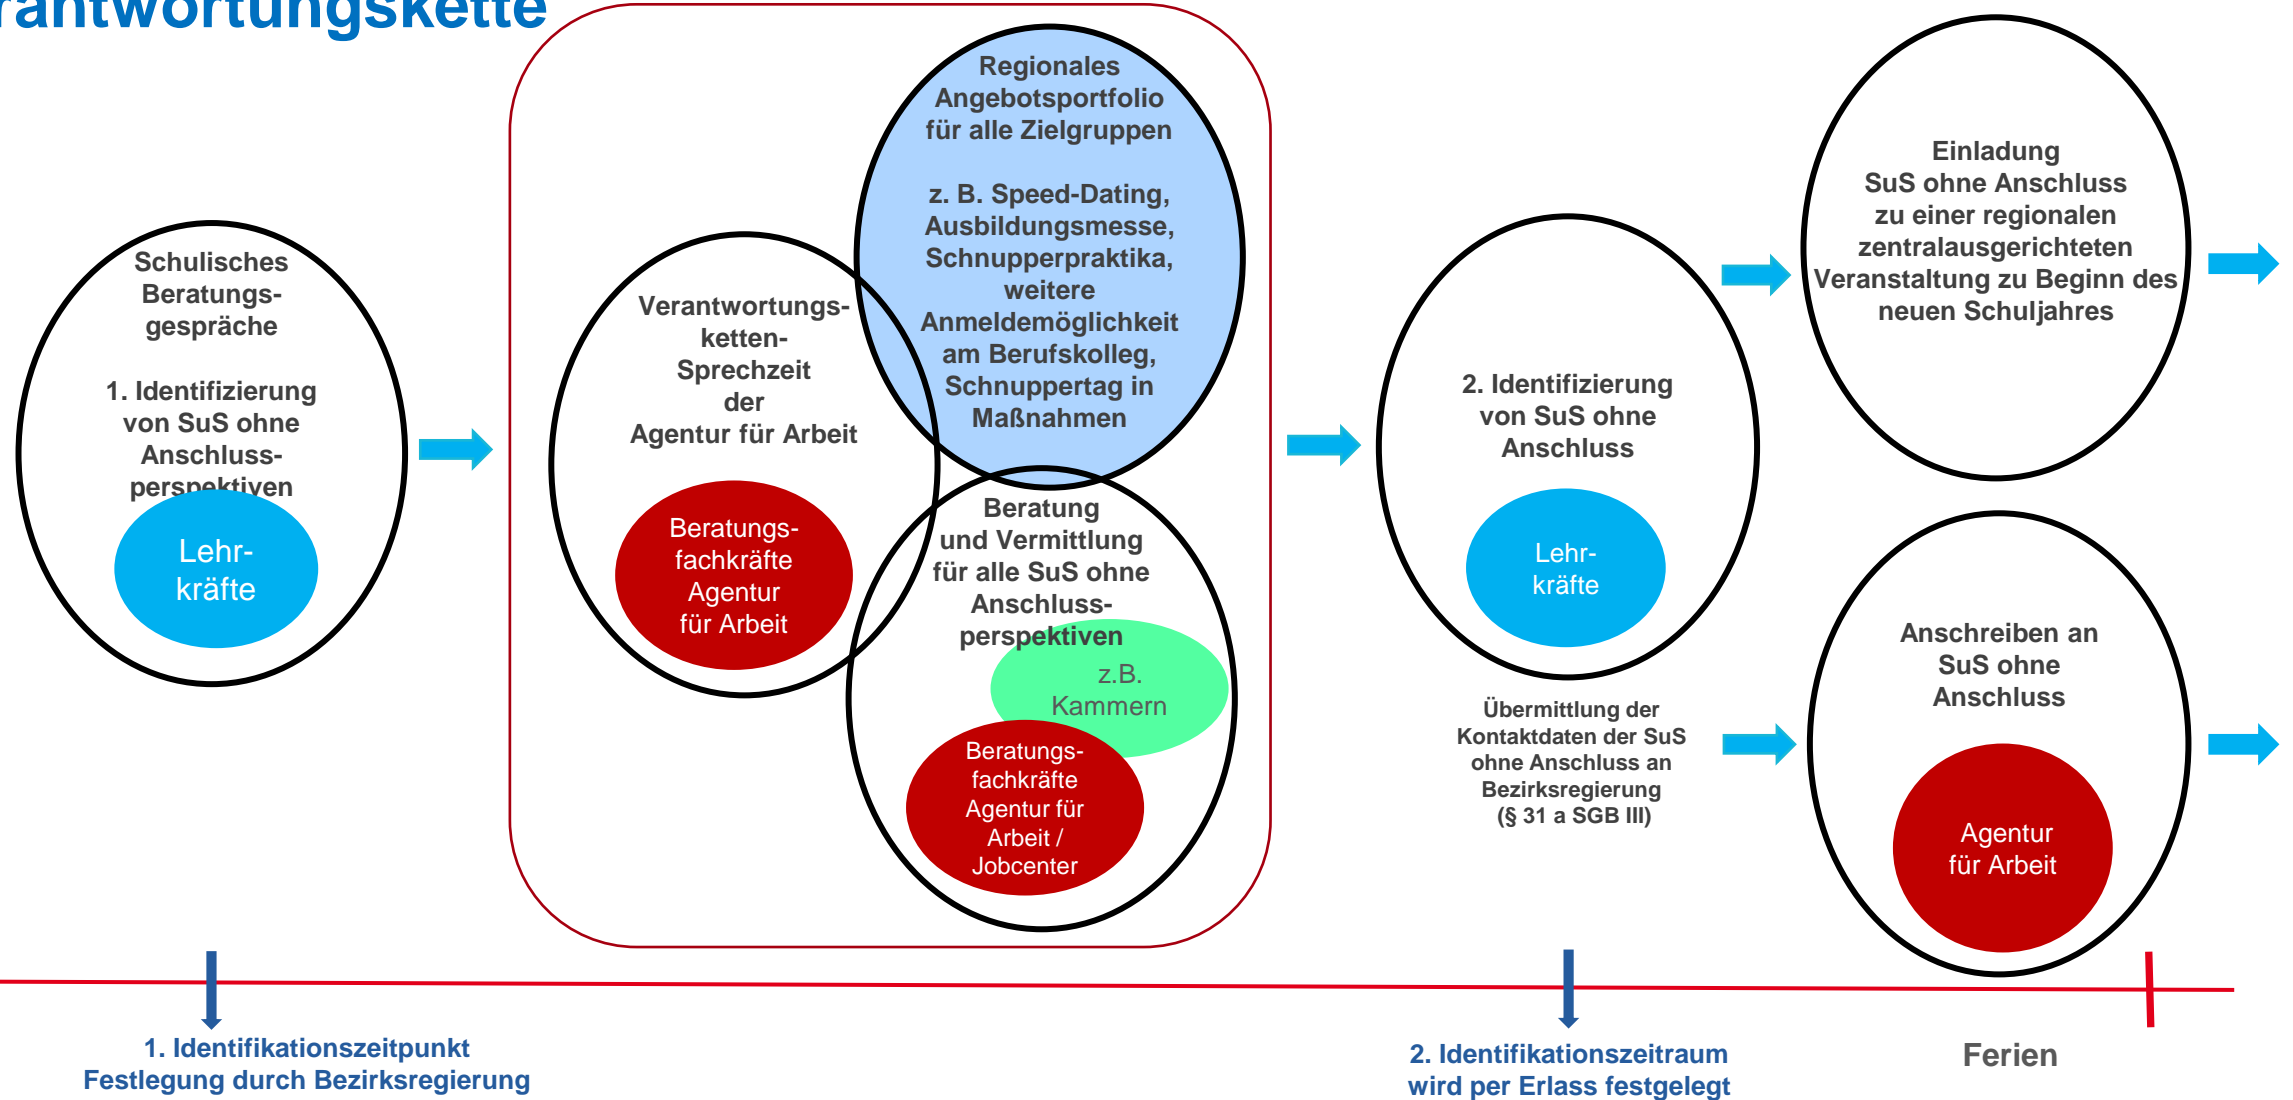 rantwortungskette
Schulisches
Beratungs-
gespräche
1. Identifizierung
von SuS ohne
Anschluss-
perspektiven
Lehr-
kräfte
Verantwortungs-
ketten-
Sprechzeit
der
Agentur für Arbeit
Beratungs-
fachkräfte
Agentur
für Arbeit
Regionales
Angebotsportfolio
für alle Zielgruppen
z. B. Speed-Dating,
Ausbildungsmesse,
Schnupperpraktika,
weitere
Anmeldemöglichkeit
am Berufskolleg,
Schnuppertag in
Maßnahmen
Beratung
und Vermittlung
für alle SuS ohne
Anschluss-
perspektiven
z.B.
Kammern
Beratungs-
fachkräfte
Agentur für
Arbeit /
Jobcenter
2. Identifizierung
von SuS ohne
Anschluss
Lehr-
kräfte
Übermittlung der
Kontaktdaten der SuS
ohne Anschluss an
Bezirksregierung
(§ 31 a SGB III)
Einladung
SuS ohne Anschluss
zu einer regionalen
zentralausgerichteten
Veranstaltung zu Beginn des
neuen Schuljahres
Anschreiben an
SuS ohne
Anschluss
Agentur
für Arbeit
1. Identifikationszeitpunkt
Festlegung durch Bezirksregierung
2. Identifikationszeitraum
wird per Erlass festgelegt
Ferien